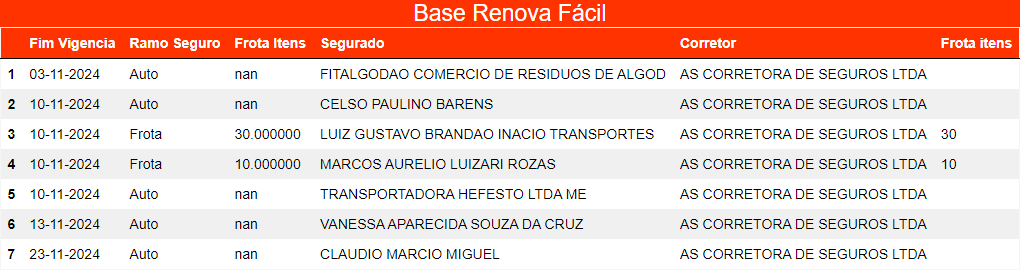 Base Renova Fácil
Fim Vigencia Ramo Seguro Frota Itens Segurado Corretor Frota itens
1 03-11-2024 Auto nan FITALGODAO COMERCIO DE RESIDUOS DE ALGOD AS CORRETORA DE SEGUROS LTDA
2 10-11-2024 Auto nan CELSO PAULINO BARENS AS CORRETORA DE SEGUROS LTDA
3 10-11-2024 Frota 30.000000 LUIZ GUSTAVO BRANDAO INACIO TRANSPORTES AS CORRETORA DE SEGUROS LTDA 30
4 10-11-2024 Frota 10.000000 MARCOS AURELIO LUIZARI ROZAS AS CORRETORA DE SEGUROS LTDA 10
5 10-11-2024 Auto nan TRANSPORTADORA HEFESTO LTDA ME AS CORRETORA DE SEGUROS LTDA
6 13-11-2024 Auto nan VANESSA APARECIDA SOUZA DA CRUZ AS CORRETORA DE SEGUROS LTDA
7 23-11-2024 Auto nan CLAUDIO MARCIO MIGUEL AS CORRETORA DE SEGUROS LTDA